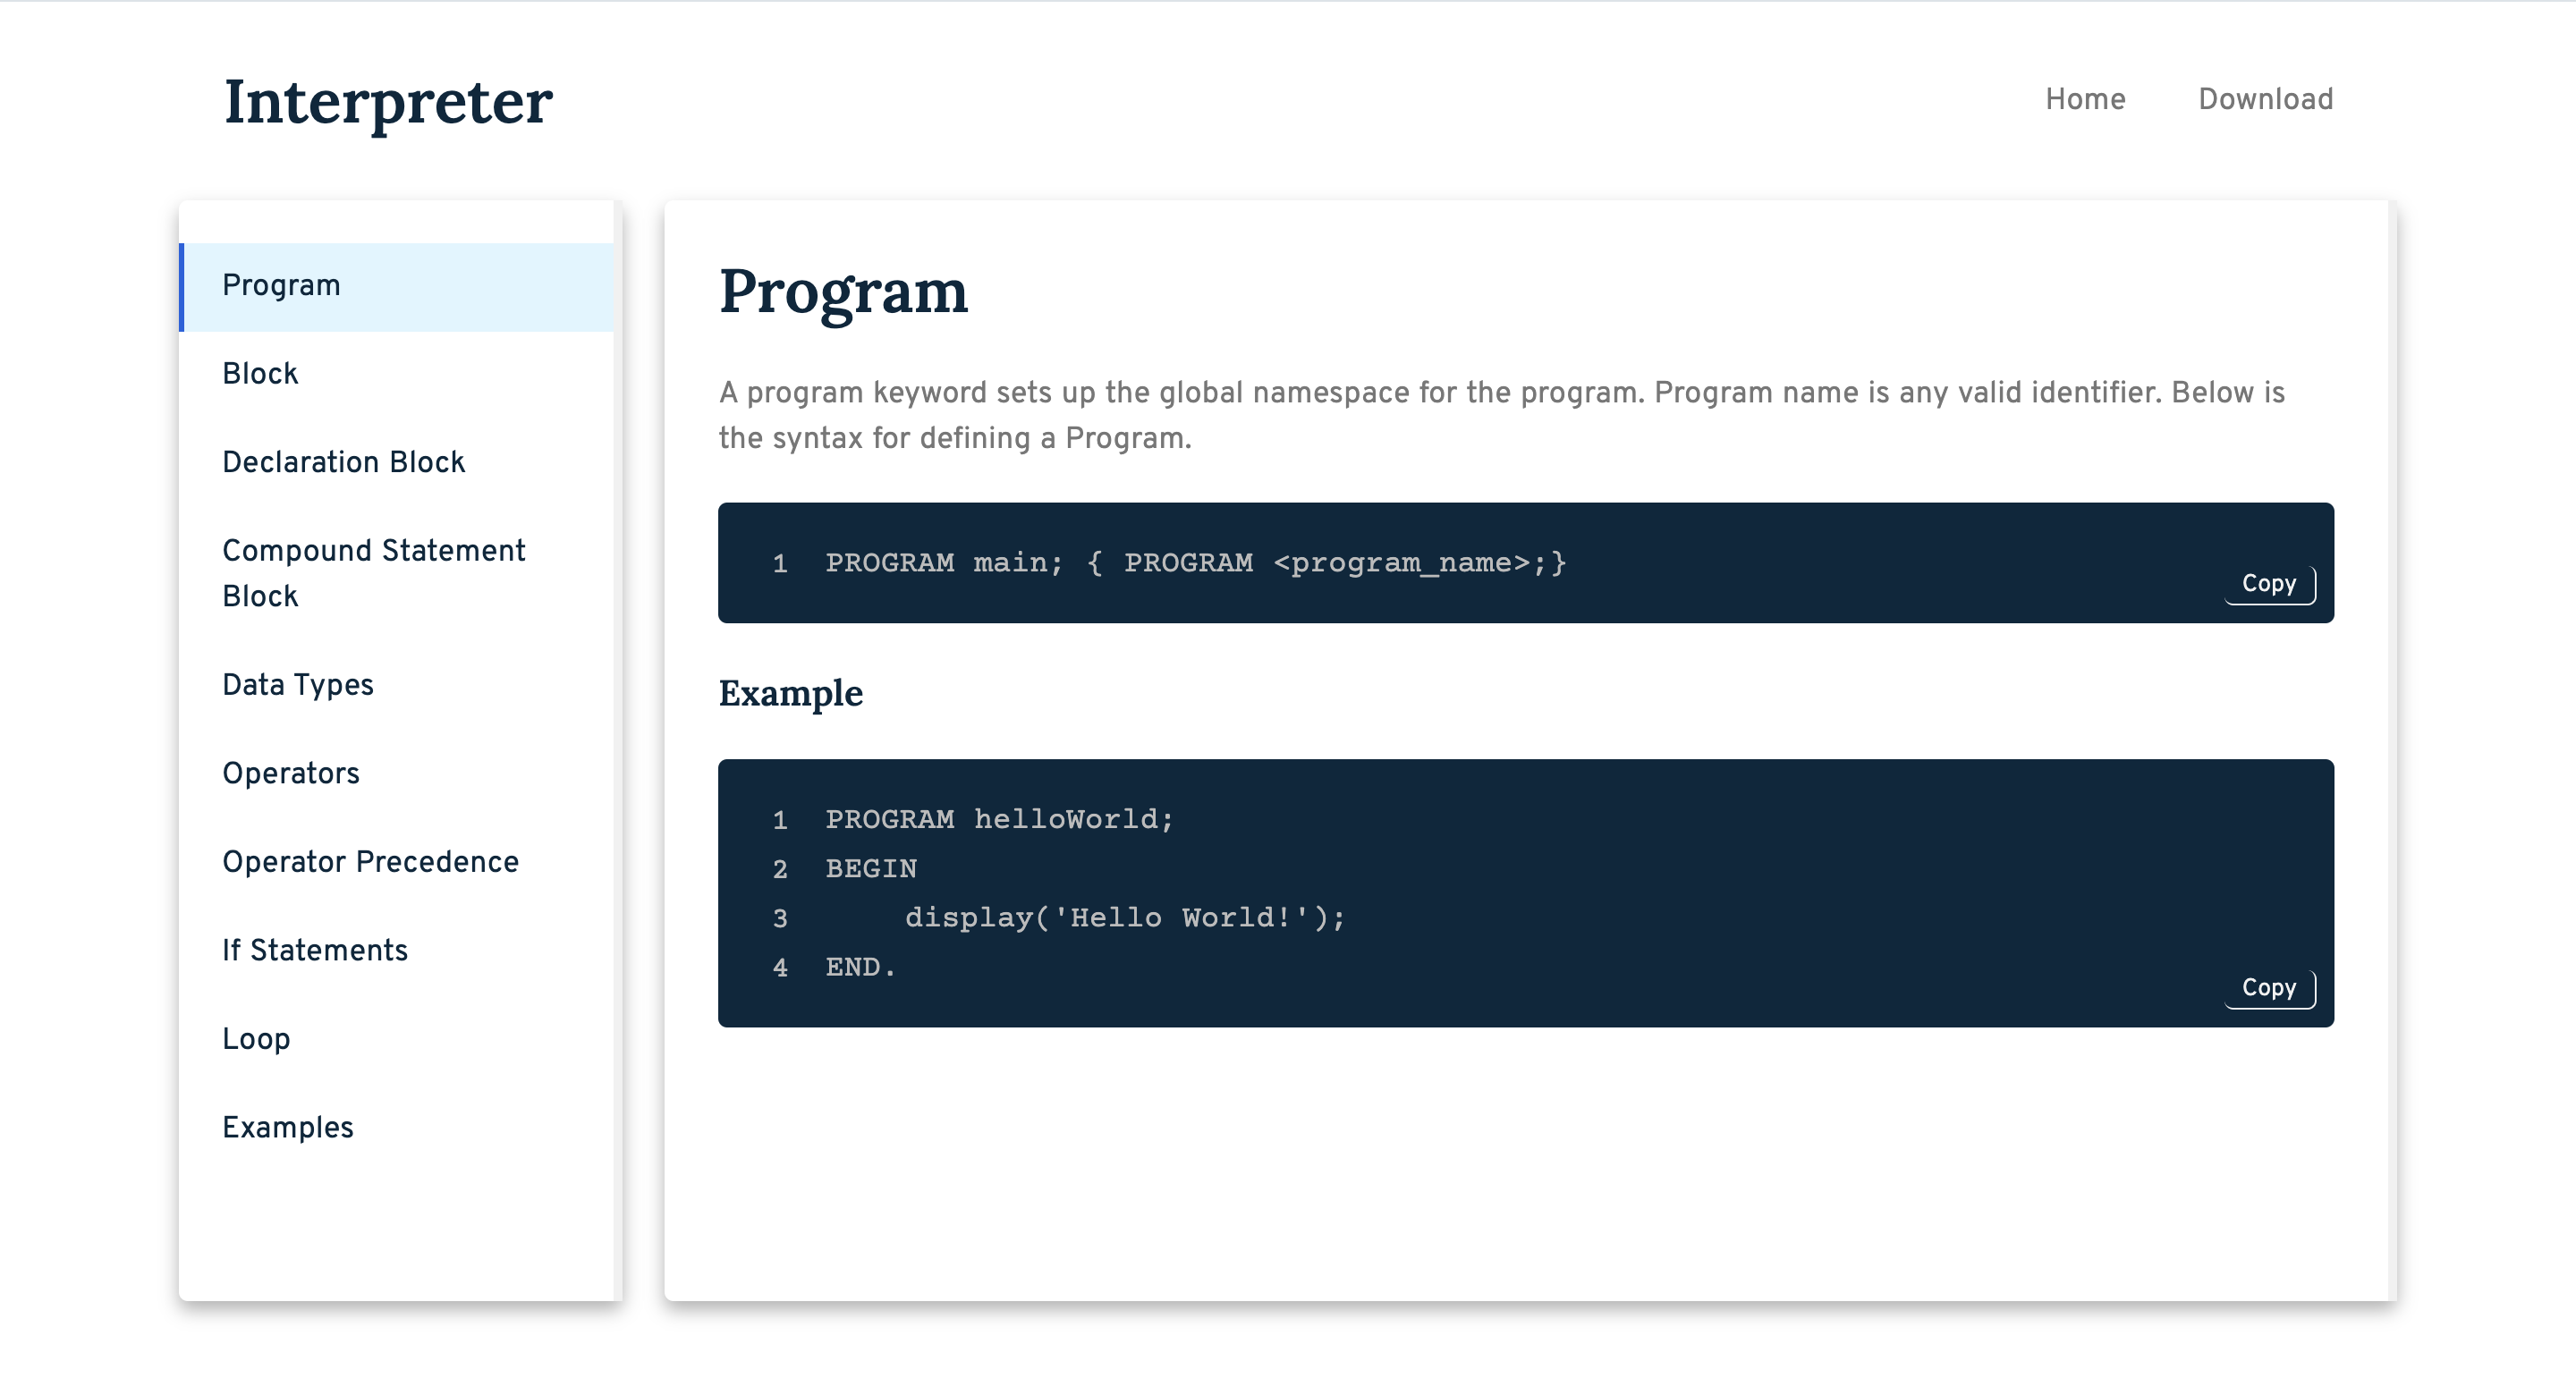 Interpreter
Home
Download
Program
Block
Declaration Block
Compound Statement
Block
Data Types
Operators
Operator Precedence
If Statements
Loop
Examples
Program
A program keyword sets up the global namespace for the program. Program name is any valid identifier. Below is
the syntax for defining a Program.
1 PROGRAM main; { PROGRAM <program_name>;}
Copy
Example
1 PROGRAM helloWorld;
2 BEGIN
3     display('Hello World!');
4 END.
Copy